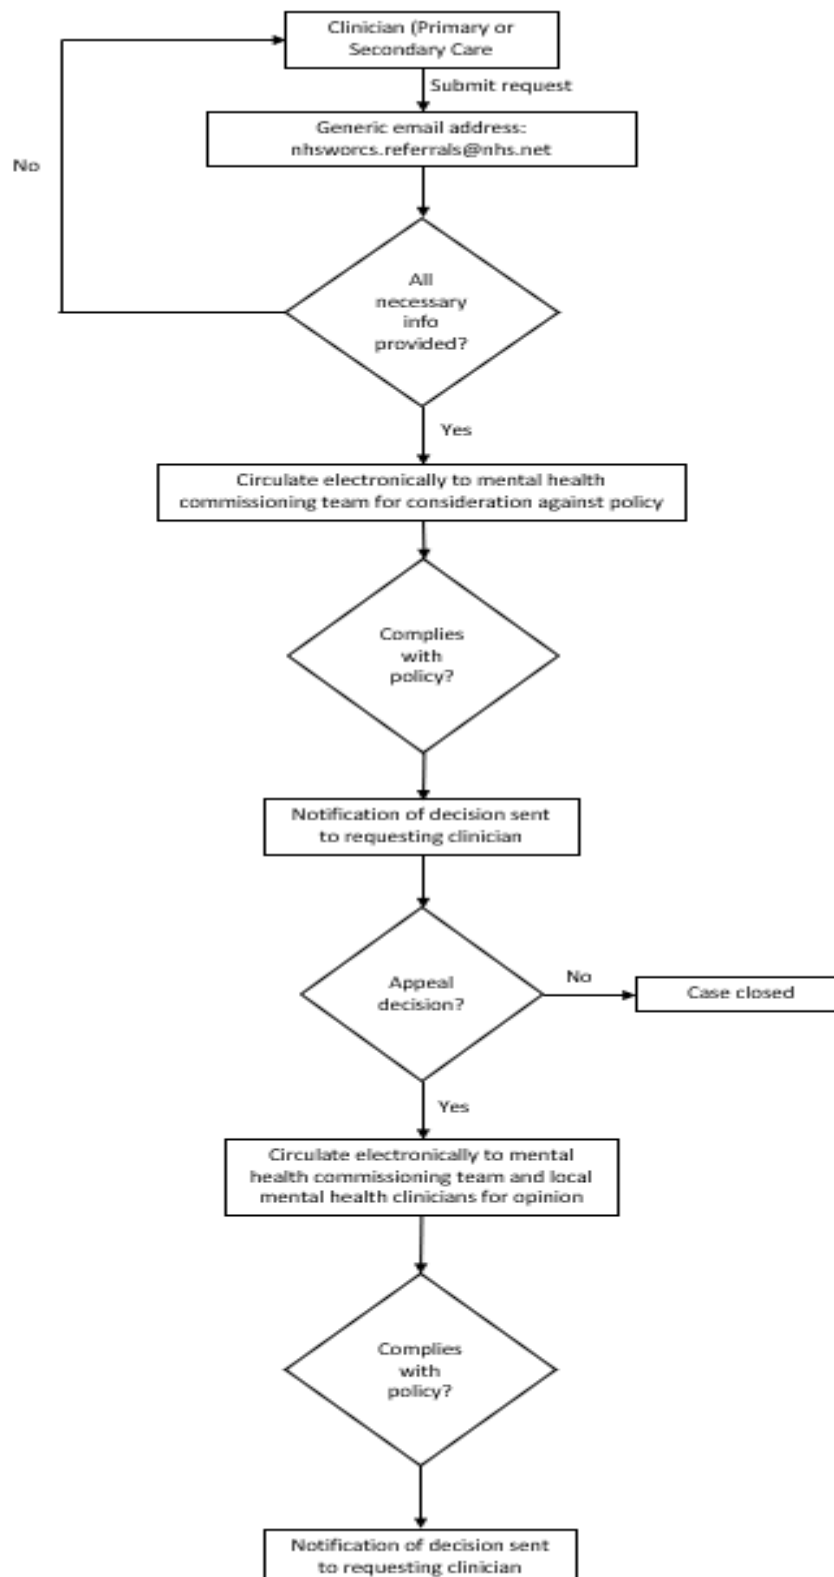 Clinician (Primary or
Secondary Care
Submit request
Generic email address:
nhsworcs.referrals@nhs.net
No
All
necessary
info
provided?
Yes
Circulate electronically to mental health
commissioning team for consideration against policy
Complies
with
policy?
Notification of decision sent
to requesting clinician
Appeal
decision?
No
Case closed
Yes
Circulate electronically to mental
health commissioning team and local
mental health clinicians for opinion
Complies
with
policy?
Notification of decision sent
to requesting clinician